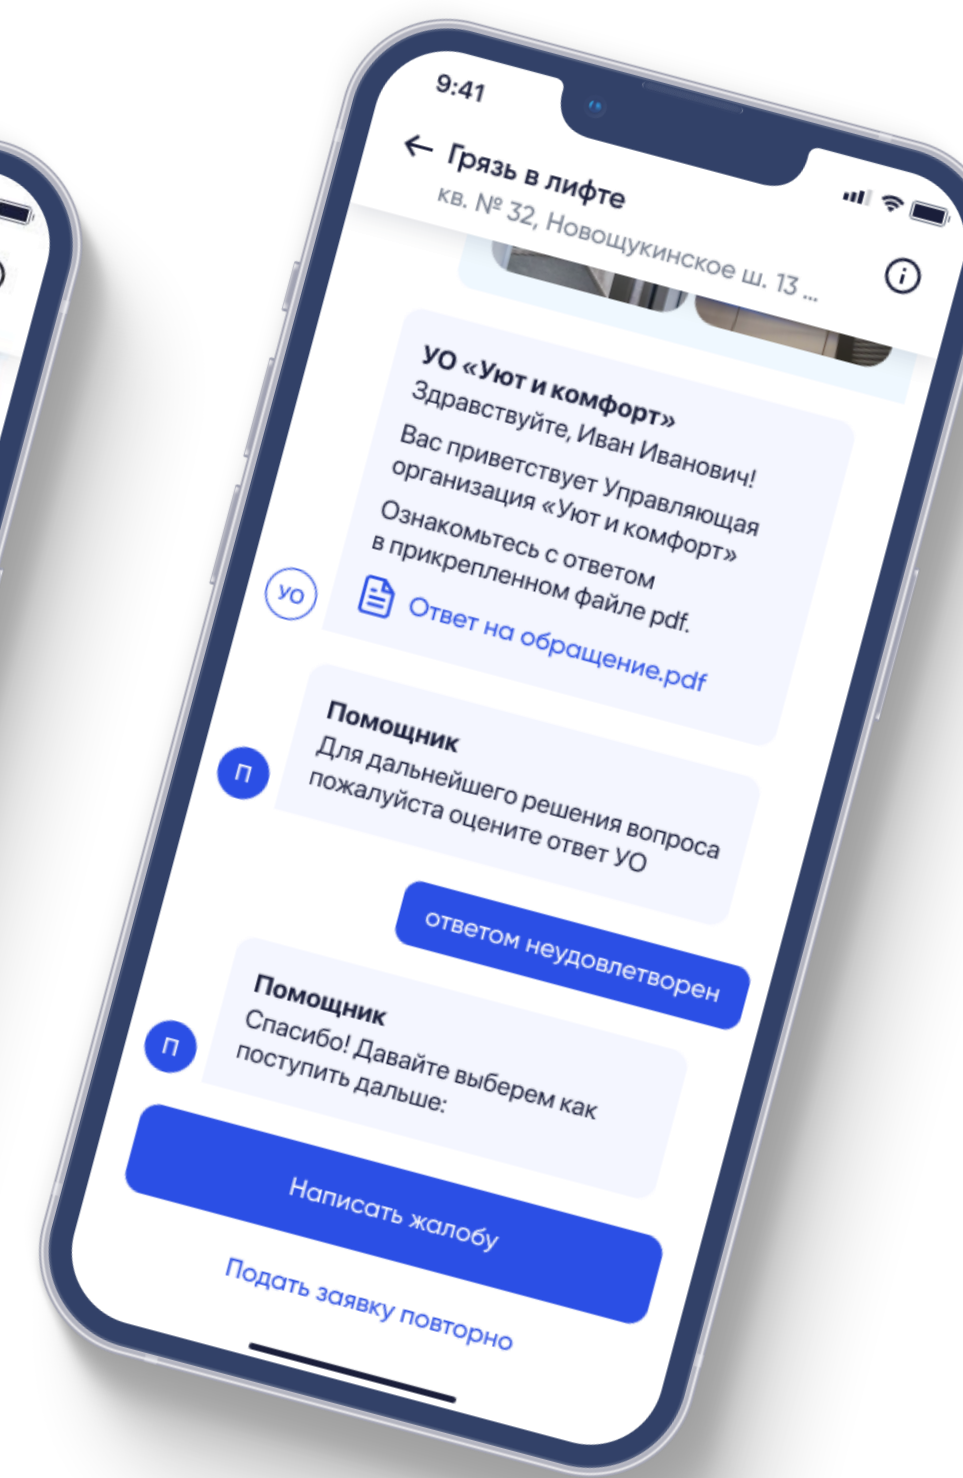 9:41
Грязь в лифте
кв. № 32, Новощукинское ш. 13 ...
УО «Уют и комфорт»
Здравствуйте, Иван Иванович!
Вас приветствует Управляющая
организация «Уют и комфорт»
Ознакомьтесь с ответом
в прикрепленном файле pdf.
Ответ на обращение.pdf
УО
Помощник
Для дальнейшего решения вопроса
пожалуйста оцените ответ УО
П
ответом неудовлетворен
Помощник
Спасибо! Давайте выберем как
поступить дальше:
П
Написать жалобу
Подать заявку повторно